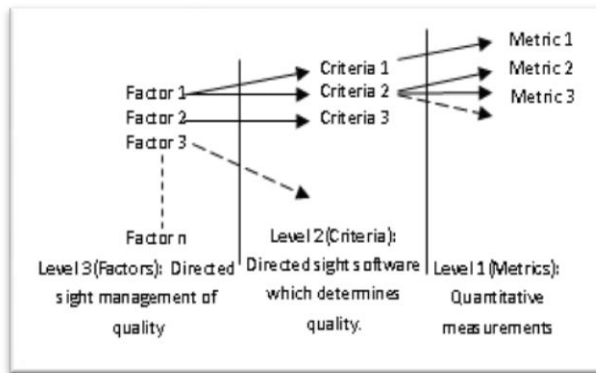 Metric 1
Criteria 1
Metric 2
Factor 1
Criteria 2
Metric 3
Factor 2
Criteria 3
Factor 3
Factor n
Level 3(Factors): Directed
sight management of
quality
Level 2(Criteria):
Directed sight software
which determines
quality.
Level 1(Metrics):
Quantitative
measurements